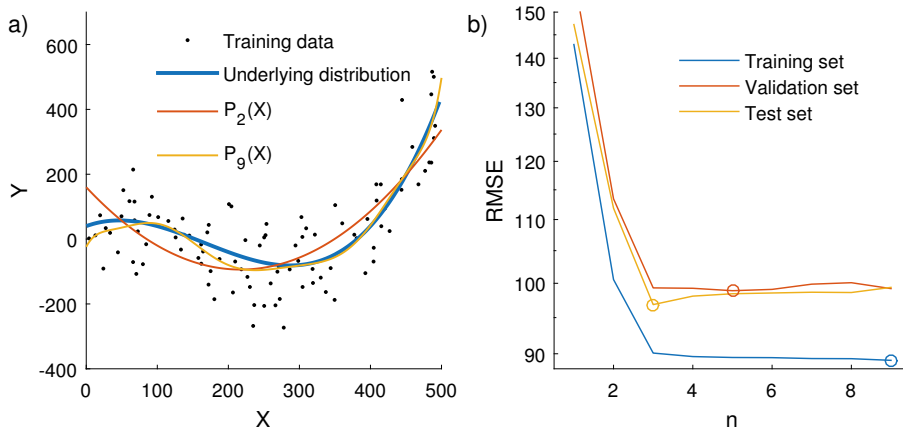 a)
600
400
200
0
-200
-400
Y
0
100
200
300
400
500
X
Training data
Underlying distribution
P2(X)
P9(X)
b)
150
140
130
120
110
100
90
RMSE
2
4
6
8
n
Training set
Validation set
Test set